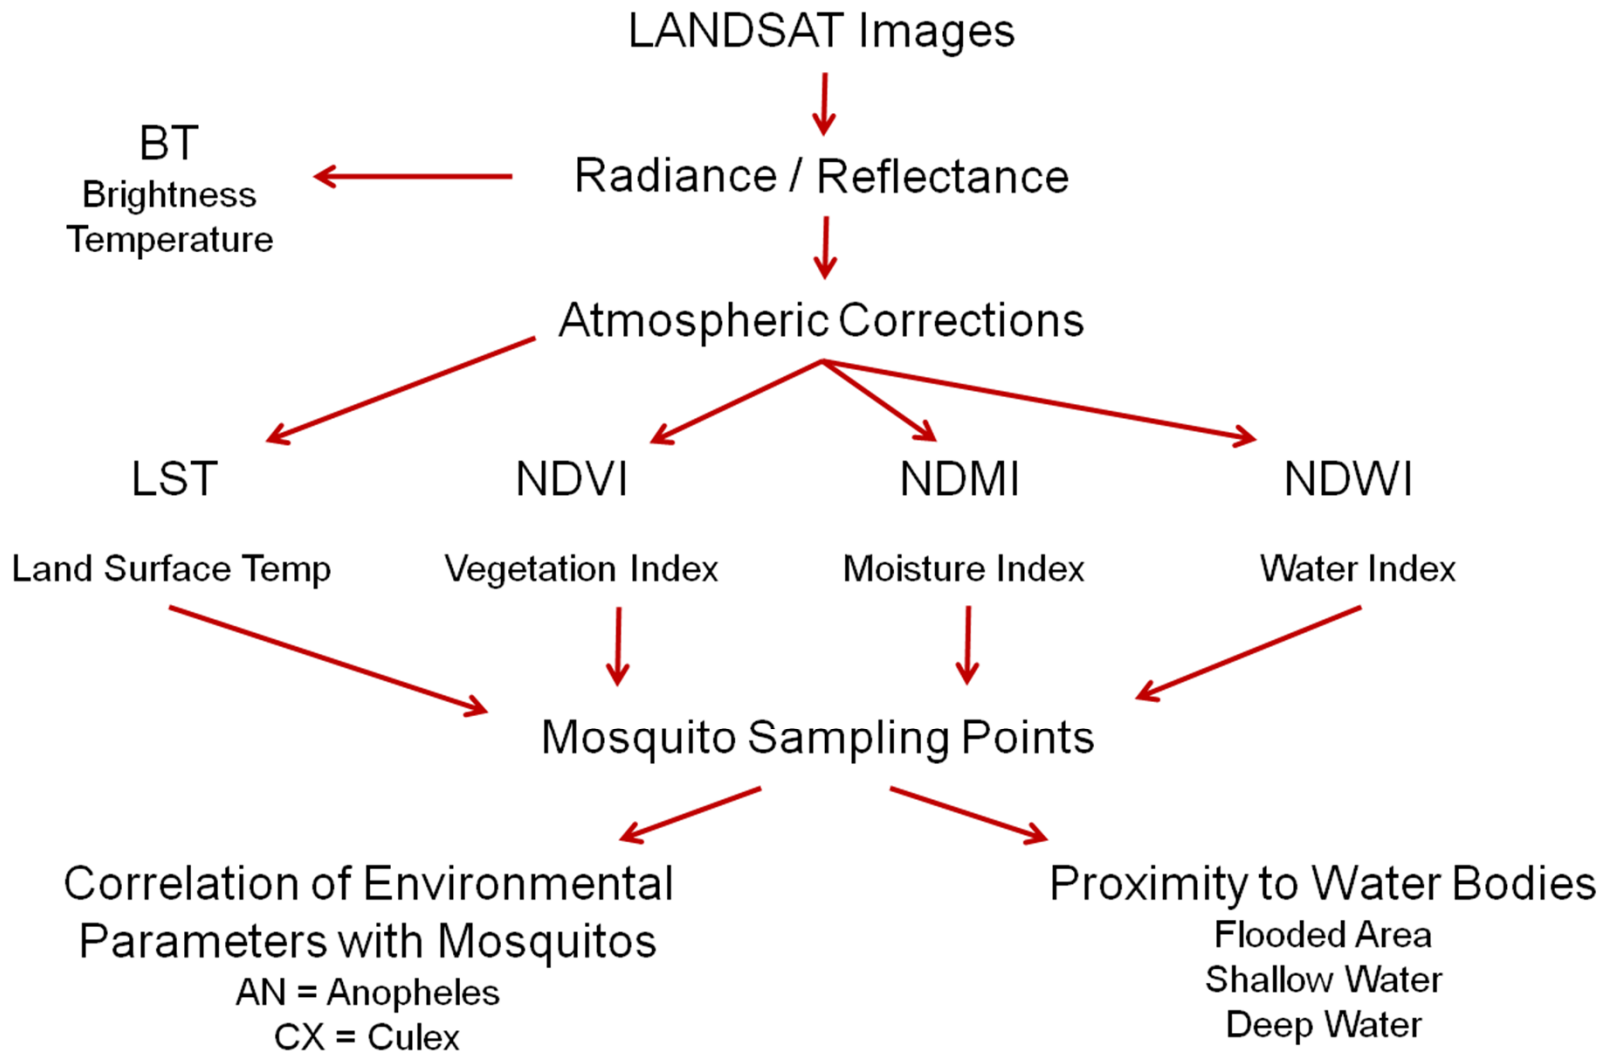 LANDSAT Images
BT
Brightness
Temperature
Radiance / Reflectance
Atmospheric Corrections
LST
NDVI
NDMI
NDWI
Land Surface Temp
Vegetation Index
Moisture Index
Water Index
Mosquito Sampling Points
Correlation of Environmental
Parameters with Mosquitos
AN = Anopheles
CX = Culex
Proximity to Water Bodies
Flooded Area
Shallow Water
Deep Water